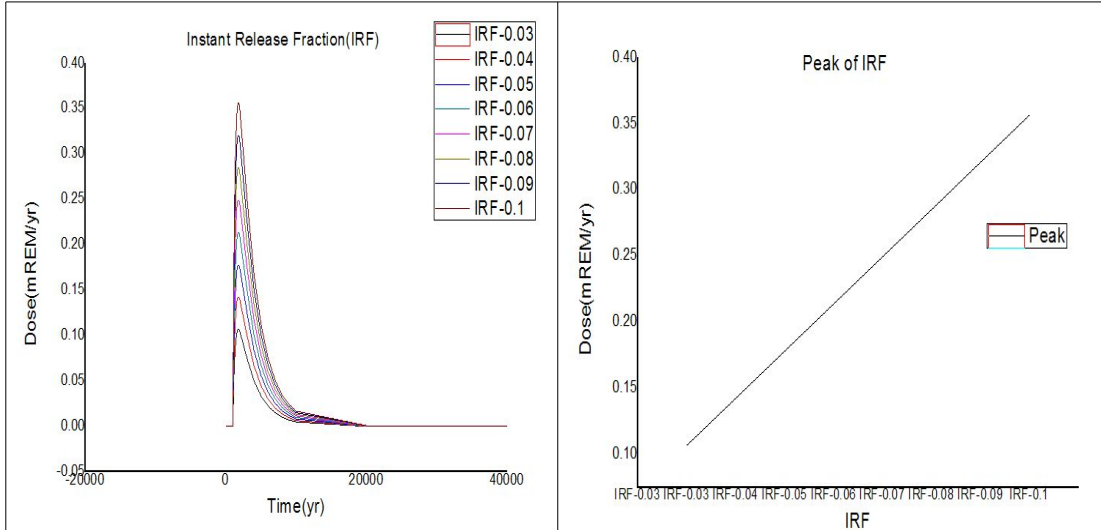 Instant Release Fraction(IRF)
IRF-0.03
IRF-0.04
IRF-0.05
IRF-0.06
IRF-0.07
IRF-0.08
IRF-0.09
IRF-0.1
0.40
0.35
0.30
0.25
0.20
0.15
0.10
0.05
0.00
-0.05
Dose(mREM/yr)
-20000 0 20000 40000
Time(yr)
Peak of IRF
0.40
0.35
0.30
0.25
0.20
0.15
0.10
Dose(mREM/yr)
Peak
IRF-0.03 IRF-0.03 IRF-0.04 IRF-0.05 IRF-0.06 IRF-0.07 IRF-0.08 IRF-0.09 IRF-0.1
IRF